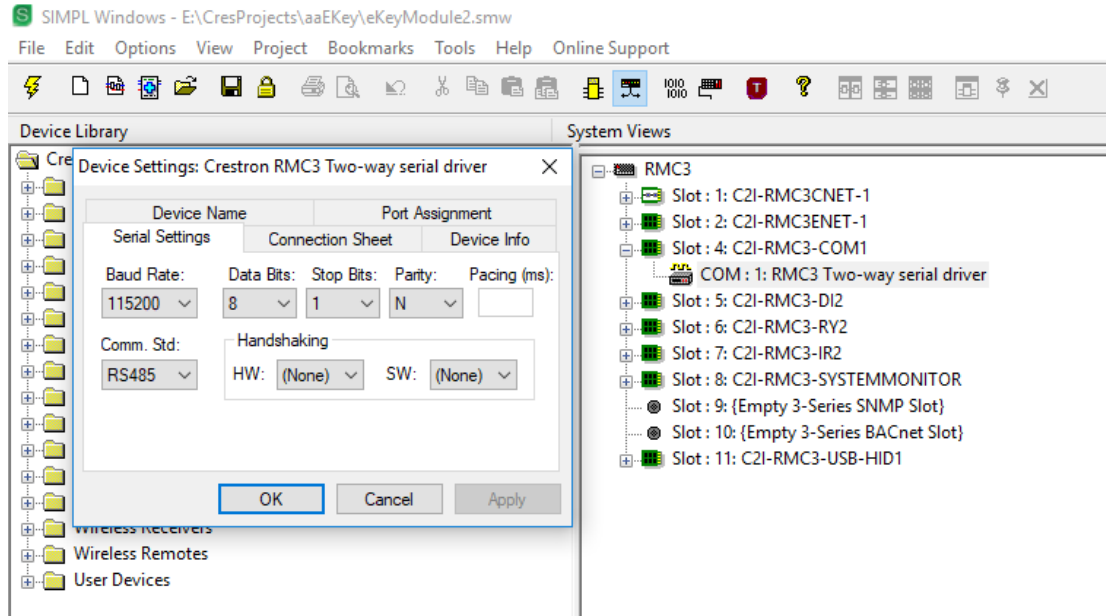 SIMPL Windows - E:\CresProjects\aaEKey\eKeyModule2.smw
File Edit Options View Project Bookmarks Tools Help Online Support
Device Library
System Views
Cre
Device Settings: Crestron RMC3 Two-way serial driver
Device Name Port Assignment
Serial Settings Connection Sheet Device Info
Baud Rate: Data Bits: Stop Bits: Parity: Pacing (ms):
115200 8 1 N
Comm. Std: Handshaking
RS485 HW: (None) SW: (None)
OK Cancel Apply
Wireless Receivers
Wireless Remotes
User Devices
RMC3
Slot : 1: C2I-RMC3CNET-1
Slot : 2: C2I-RMC3ENET-1
Slot : 4: C2I-RMC3-COM1
COM : 1: RMC3 Two-way serial driver
Slot : 5: C2I-RMC3-DI2
Slot : 6: C2I-RMC3-RY2
Slot : 7: C2I-RMC3-IR2
Slot : 8: C2I-RMC3-SYSTEMMONITOR
Slot : 9: {Empty 3-Series SNMP Slot}
Slot : 10: {Empty 3-Series BACnet Slot}
Slot : 11: C2I-RMC3-USB-HID1